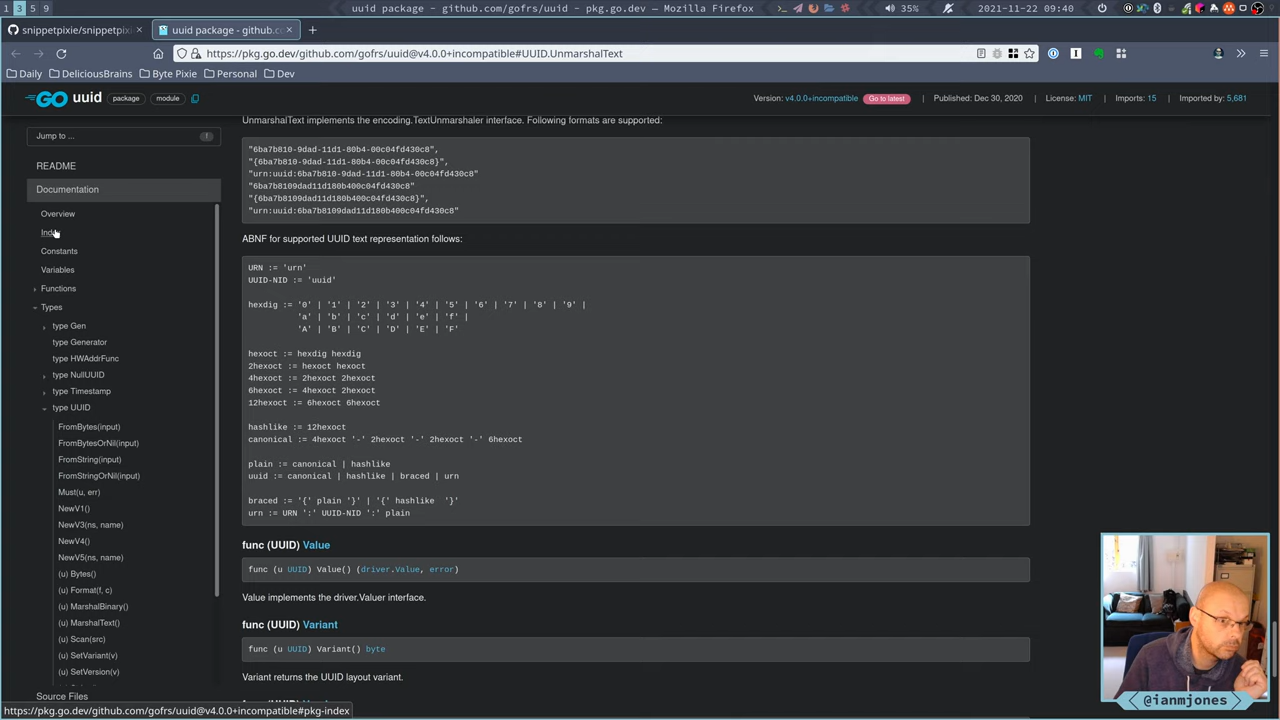 1 3 5 9
uuid package - github.com/gofrs/uuid - pkg.go.dev — Mozilla Firefox
35%
2021-11-22 09:40
snippetpixie/snippetpixi
uuid package - github.c
https://pkg.go.dev/github.com/gofrs/uuid@v4.0.0+incompatible#UUID.UnmarshalText
Daily
DeliciousBrains
Byte Pixie
Personal
Dev
GO uuid
package
module
Version: v4.0.0+incompatible
Go to latest
Published: Dec 30, 2020
License: MIT
Imports: 15
Imported by: 5,681
Jump to ...
README
Documentation
Overview
Index
Constants
Variables
Functions
Types
type Gen
type Generator
type HWAddrFunc
type NullUUID
type Timestamp
type UUID
FromBytes(input)
FromBytesOrNil(input)
FromString(input)
FromStringOrNil(input)
Must(u, err)
NewV1()
NewV3(ns, name)
NewV4()
NewV5(ns, name)
(u) Bytes()
(u) Format(f, c)
(u) MarshalBinary()
(u) MarshalText()
(u) Scan(src)
(u) SetVariant(v)
(u) SetVersion(v)
Source Files
UnmarshalText implements the encoding.TextUnmarshaler interface. Following formats are supported:
"6ba7b810-9dad-11d1-80b4-00c04fd430c8",
"{6ba7b810-9dad-11d1-80b4-00c04fd430c8}",
"urn:uuid:6ba7b810-9dad-11d1-80b4-00c04fd430c8"
"6ba7b8109dad11d180b400c04fd430c8"
"{6ba7b8109dad11d180b400c04fd430c8}",
"urn:uuid:6ba7b8109dad11d180b400c04fd430c8"
ABNF for supported UUID text representation follows:
URN := 'urn'
UUID-NID := 'uuid'
hexdig := '0' | '1' | '2' | '3' | '4' | '5' | '6' | '7' | '8' | '9' |
'a' | 'b' | 'c' | 'd' | 'e' | 'f' |
'A' | 'B' | 'C' | 'D' | 'E' | 'F'
hexoct := hexdig hexdig
2hexoct := hexoct hexoct
4hexoct := 2hexoct 2hexoct
6hexoct := 4hexoct 2hexoct
12hexoct := 6hexoct 6hexoct
hashlike := 12hexoct
canonical := 4hexoct '-' 2hexoct '-' 2hexoct '-' 6hexoct
plain := canonical | hashlike
uuid := canonical | hashlike | braced | urn
braced := '{' plain '}' | '{' hashlike '}'
urn := URN ':' UUID-NID ':' plain
func (UUID) Value
func (u UUID) Value() (driver.Value, error)
Value implements the driver.Valuer interface.
func (UUID) Variant
func (u UUID) Variant() byte
Variant returns the UUID layout variant.
@ianmjones
https://pkg.go.dev/github.com/gofrs/uuid@v4.0.0+incompatible#pkg-index